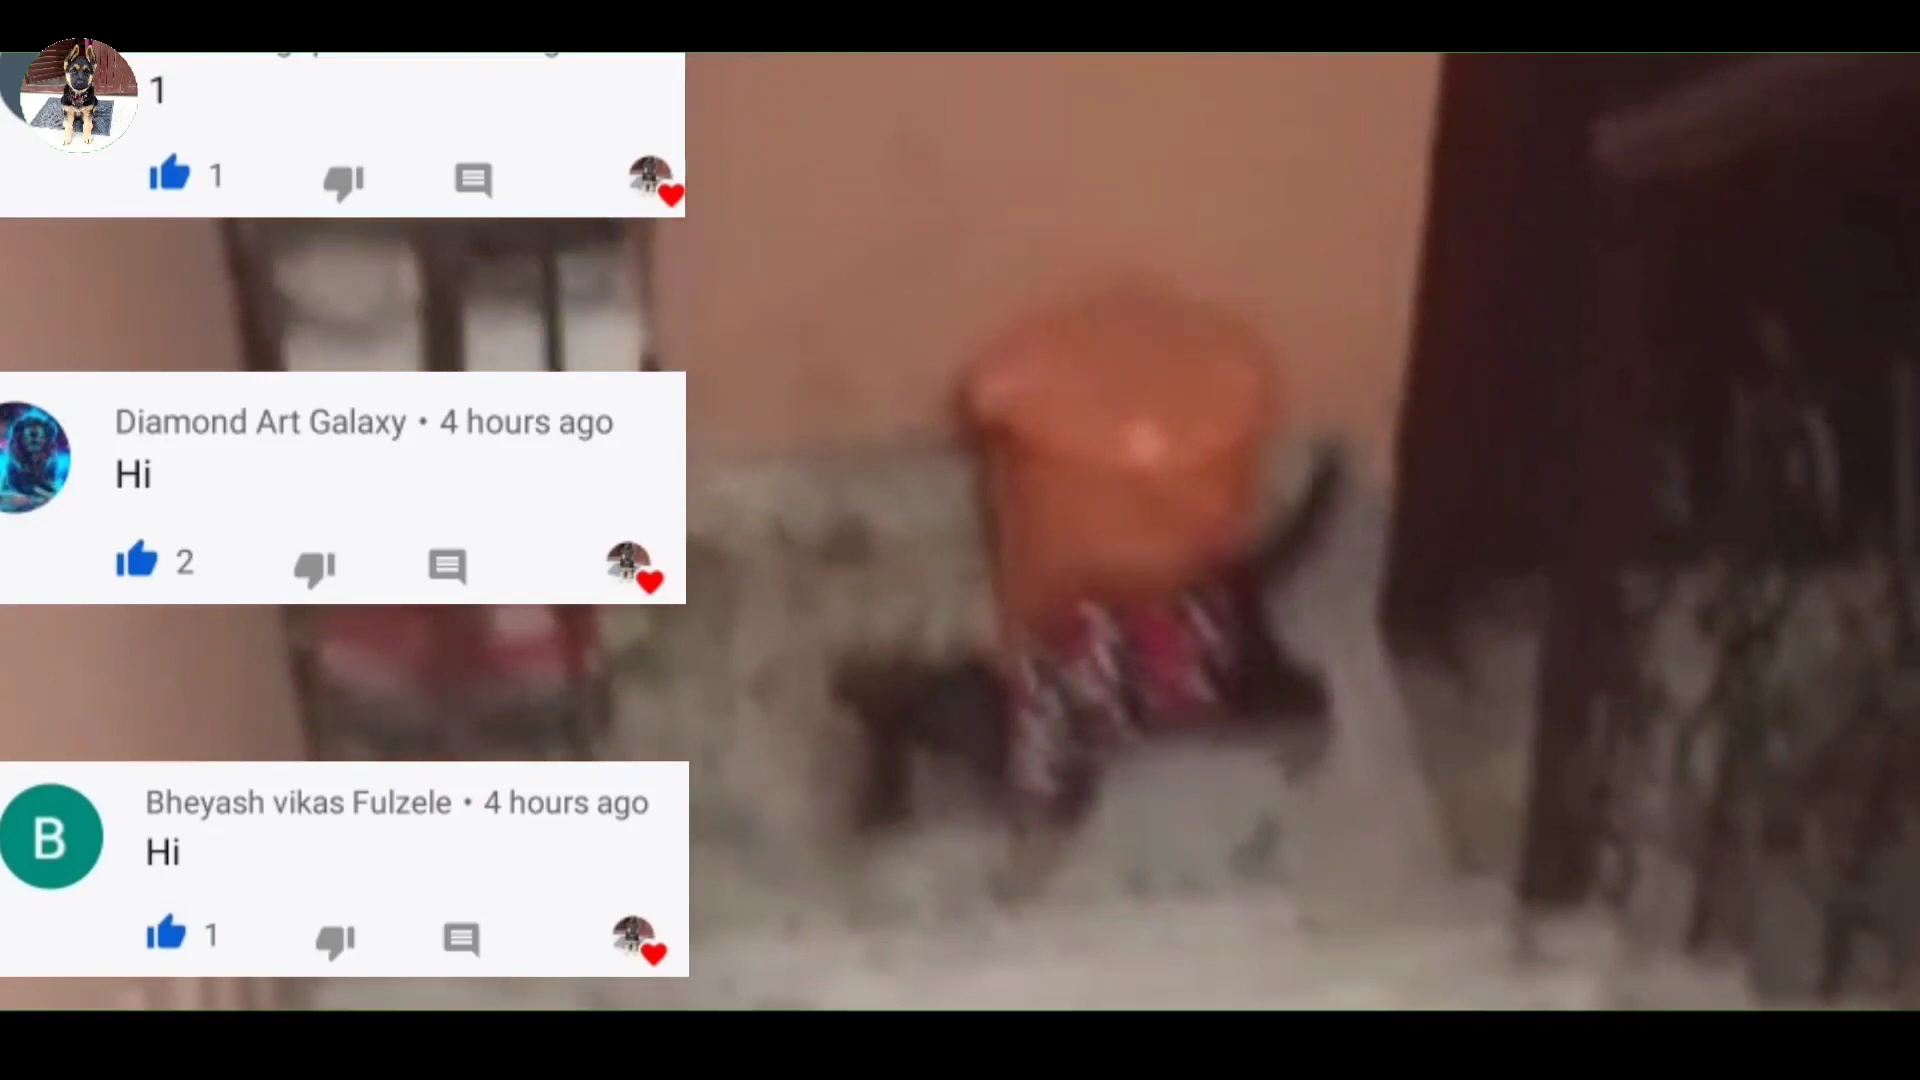 1
1
Diamond Art Galaxy • 4 hours ago
Hi
2
B
Bheyash vikas Fulzele • 4 hours ago
Hi
1